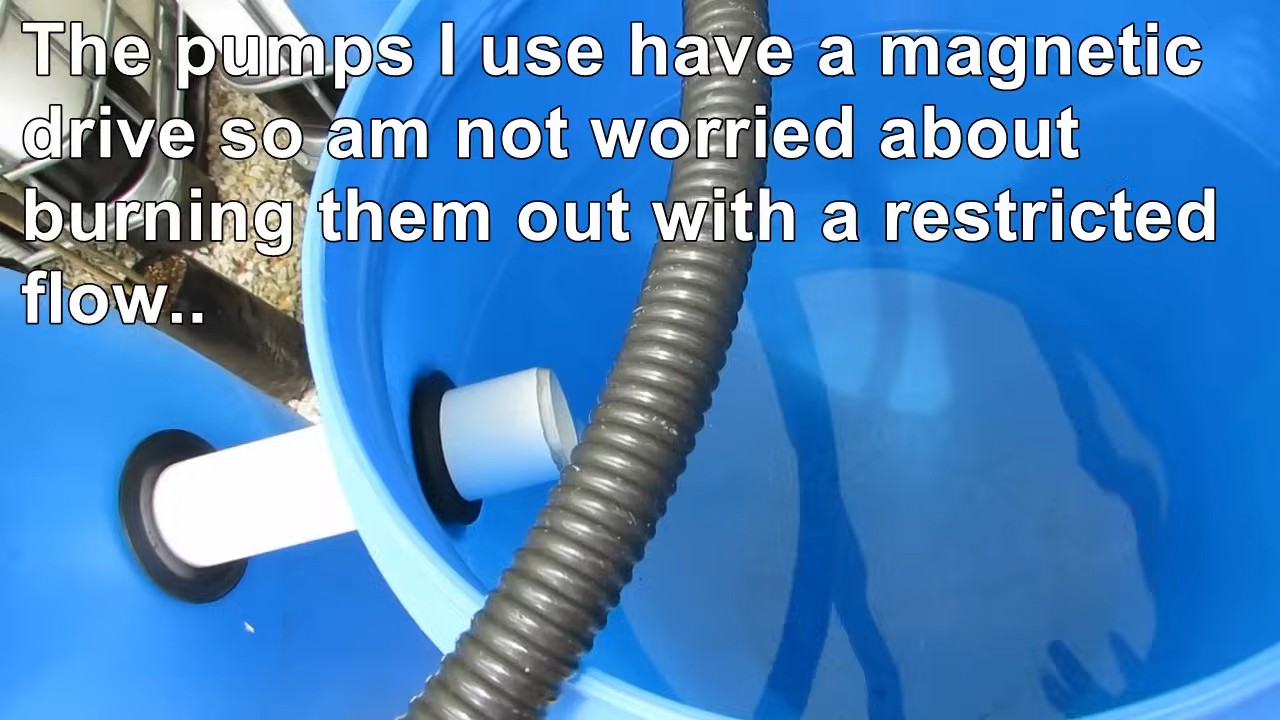 The pumps I use have a magnetic
drive so am not worried about
burning them out with a restricted
flow..